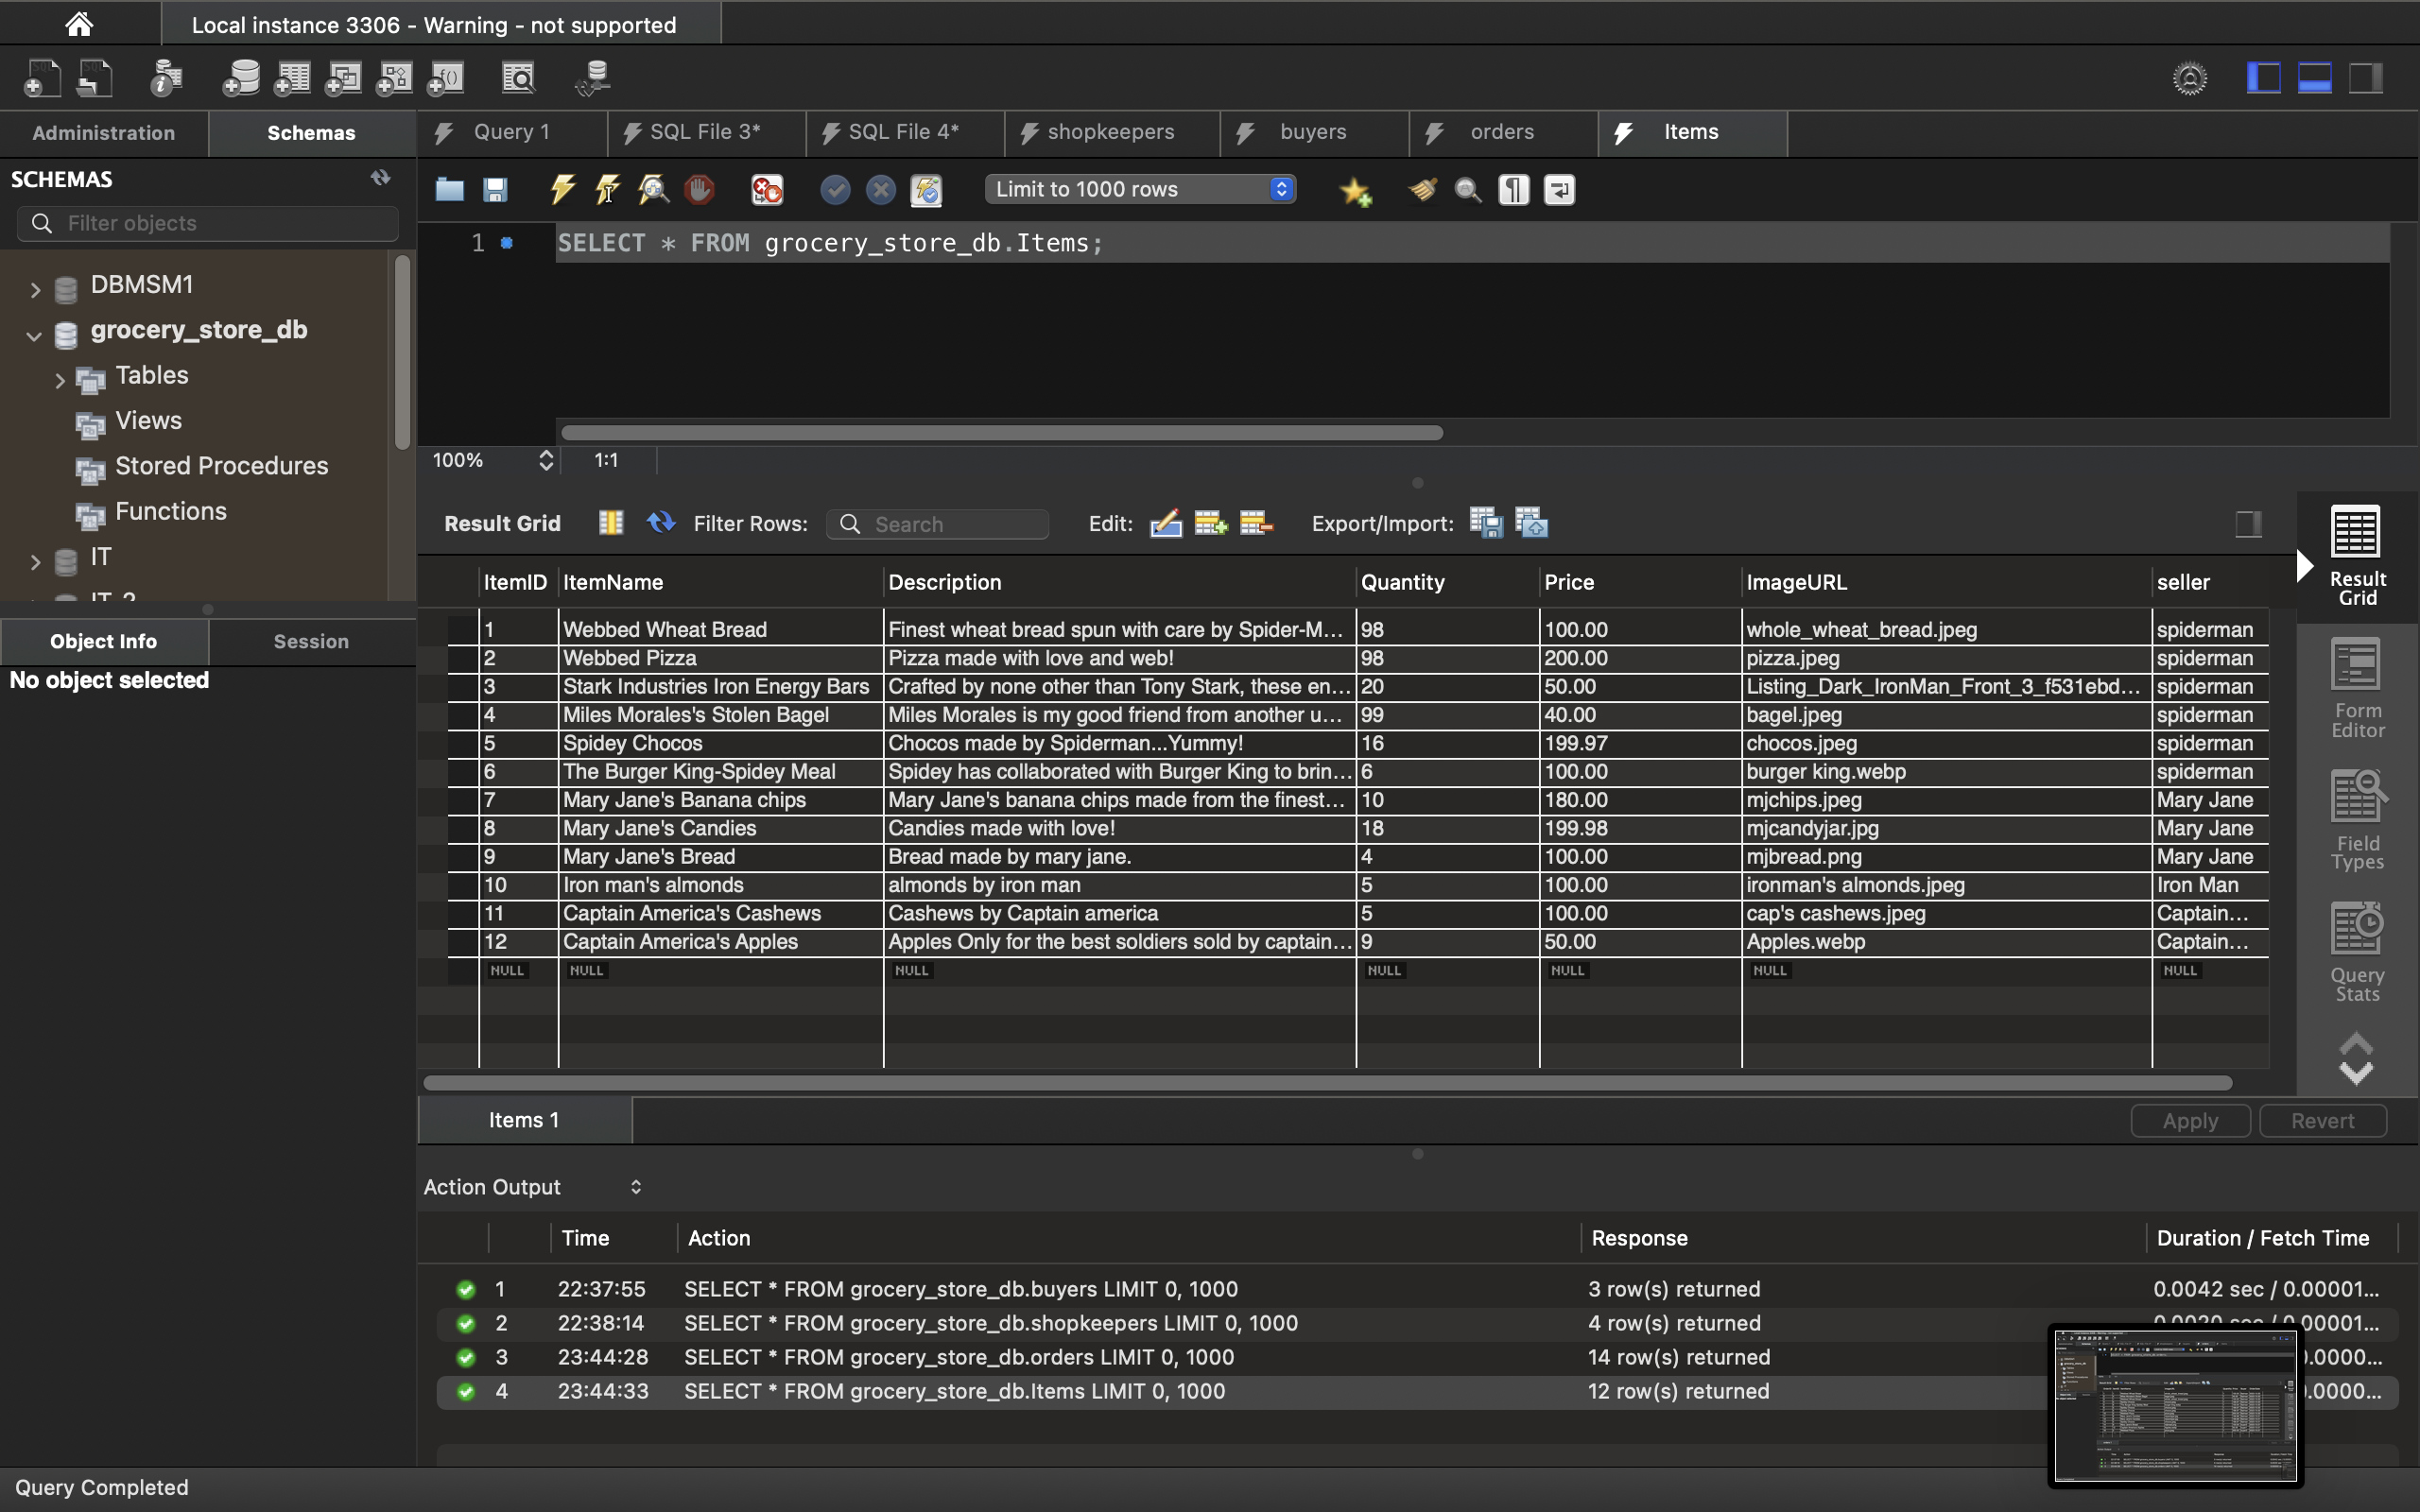 Local instance 3306 - Warning - not supported
Administration Schemas Query 1 SQL File 3* SQL File 4* shopkeepers buyers orders Items
SCHEMAS
Filter objects
Limit to 1000 rows
1 SELECT * FROM grocery_store_db.Items;
DBMSM1
grocery_store_db
Tables
Views
Stored Procedures
Functions
IT
IT-2
100% 1:1
Result Grid Filter Rows: Search Edit: Export/Import:
Object Info Session
No object selected
ItemID ItemName Description Quantity Price ImageURL seller
1 Webbed Wheat Bread Finest wheat bread spun with care by Spider-M... 98 100.00 whole_wheat_bread.jpeg spiderman
2 Webbed Pizza Pizza made with love and web! 98 200.00 pizza.jpeg spiderman
3 Stark Industries Iron Energy Bars Crafted by none other than Tony Stark, these en... 20 50.00 Listing_Dark_IronMan_Front_3_f531ebd... spiderman
4 Miles Morales's Stolen Bagel Miles Morales is my good friend from another u... 99 40.00 bagel.jpeg spiderman
5 Spidey Chocos Chocos made by Spiderman...Yummy! 16 199.97 chocos.jpeg spiderman
6 The Burger King-Spidey Meal Spidey has collaborated with Burger King to brin... 6 100.00 burger king.webp spiderman
7 Mary Jane's Banana chips Mary Jane's banana chips made from the finest... 10 180.00 mjchips.jpeg Mary Jane
8 Mary Jane's Candies Candies made with love! 18 199.98 mjcandyjar.jpg Mary Jane
9 Mary Jane's Bread Bread made by mary jane. 4 100.00 mjbread.png Mary Jane
10 Iron man's almonds almonds by iron man 5 100.00 ironman's almonds.jpeg Iron Man
11 Captain America's Cashews Cashews by Captain america 5 100.00 cap's cashews.jpeg Captain...
12 Captain America's Apples Apples Only for the best soldiers sold by captain... 9 50.00 Apples.webp Captain...
NULL NULL NULL NULL NULL NULL NULL
Result
Grid
Form
Editor
Field
Types
Query
Stats
Items 1 Apply Revert
Action Output
Time Action Response Duration / Fetch Time
1 22:37:55 SELECT * FROM grocery_store_db.buyers LIMIT 0, 1000 3 row(s) returned 0.0042 sec / 0.00001...
2 22:38:14 SELECT * FROM grocery_store_db.shopkeepers LIMIT 0, 1000 4 row(s) returned 00001...
3 23:44:28 SELECT * FROM grocery_store_db.orders LIMIT 0, 1000 14 row(s) returned .0000...
4 23:44:33 SELECT * FROM grocery_store_db.Items LIMIT 0, 1000 12 row(s) returned .0000...
Query Completed